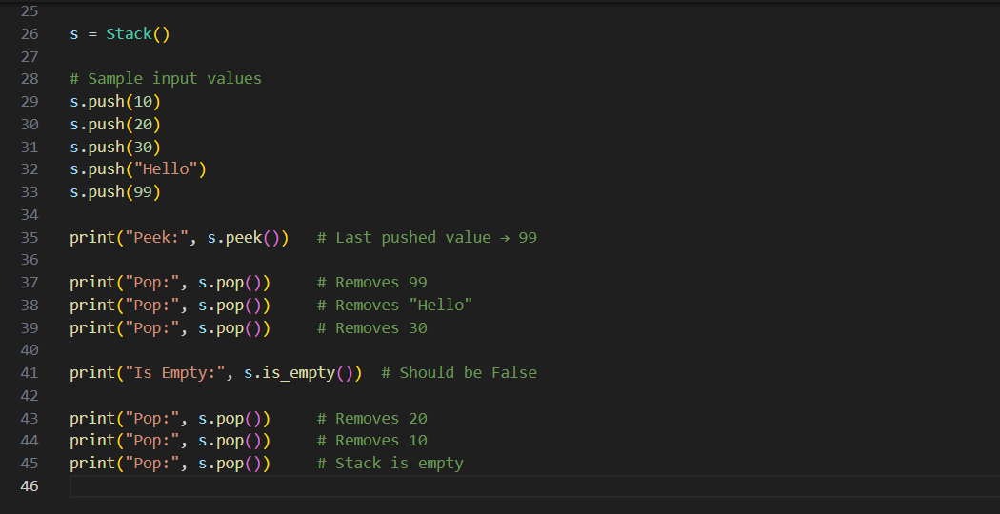 25
26 s = Stack()
27
28 # Sample input values
29 s.push(10)
30 s.push(20)
31 s.push(30)
32 s.push("Hello")
33 s.push(99)
34
35 print("Peek:", s.peek())   # Last pushed value → 99
36
37 print("Pop:", s.pop())     # Removes 99
38 print("Pop:", s.pop())     # Removes "Hello"
39 print("Pop:", s.pop())     # Removes 30
40
41 print("Is Empty:", s.is_empty())  # Should be False
42
43 print("Pop:", s.pop())     # Removes 20
44 print("Pop:", s.pop())     # Removes 10
45 print("Pop:", s.pop())     # Stack is empty
46